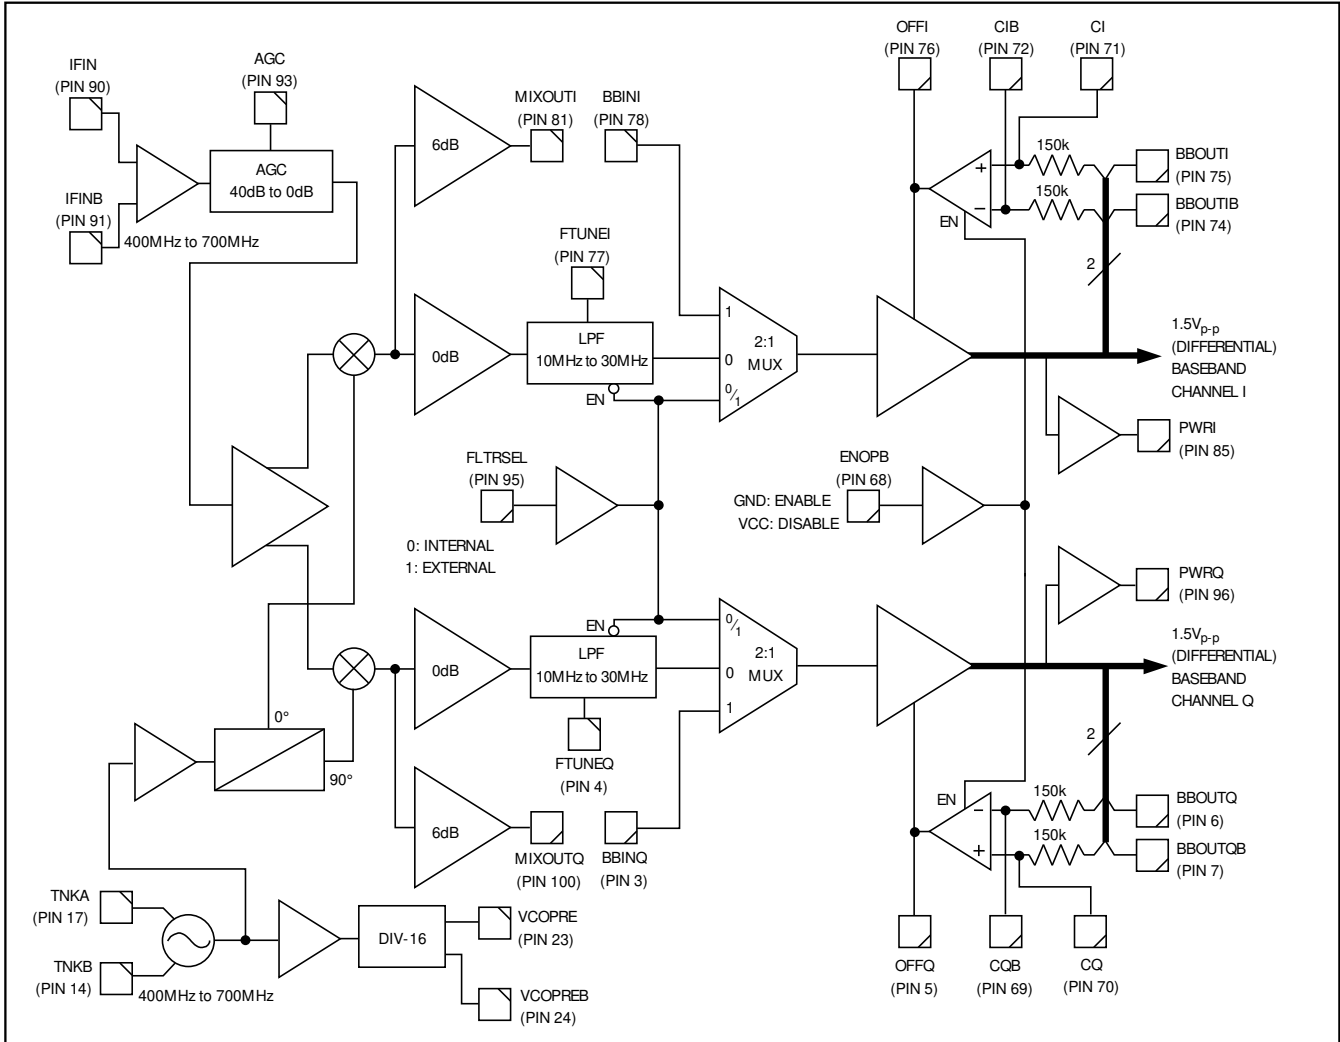 IFIN
(PIN 90)
AGC
(PIN 93)
AGC
40dB to 0dB
IFINB
(PIN 91)
400MHz to 700MHz
6dB
MIXOUTI
(PIN 81)
BBINI
(PIN 78)
OFFI
(PIN 76)
CIB
(PIN 72)
CI
(PIN 71)
150k
150k
+
−
EN
BBOUTI
(PIN 75)
BBOUTIB
(PIN 74)
2
FTUNEI
(PIN 77)
0dB
LPF
10MHz to 30MHz
EN
1
0
0/1
2:1
MUX
1.5Vp-p
(DIFFERENTIAL)
BASEBAND
CHANNEL I
PWRI
(PIN 85)
FLTRSEL
(PIN 95)
0: INTERNAL
1: EXTERNAL
ENOPB
(PIN 68)
GND: ENABLE
VCC: DISABLE
PWRQ
(PIN 96)
0dB
EN
LPF
10MHz to 30MHz
0/1
0
1
2:1
MUX
1.5Vp-p
(DIFFERENTIAL)
BASEBAND
CHANNEL Q
0°
90°
FTUNEQ
(PIN 4)
6dB
MIXOUTQ
(PIN 100)
BBINQ
(PIN 3)
2
EN
−
+
150k
150k
BBOUTQ
(PIN 6)
BBOUTQB
(PIN 7)
TNKA
(PIN 17)
TNKB
(PIN 14)
400MHz to 700MHz
DIV-16
VCOPRE
(PIN 23)
VCOPREB
(PIN 24)
OFFQ
(PIN 5)
CQB
(PIN 69)
CQ
(PIN 70)